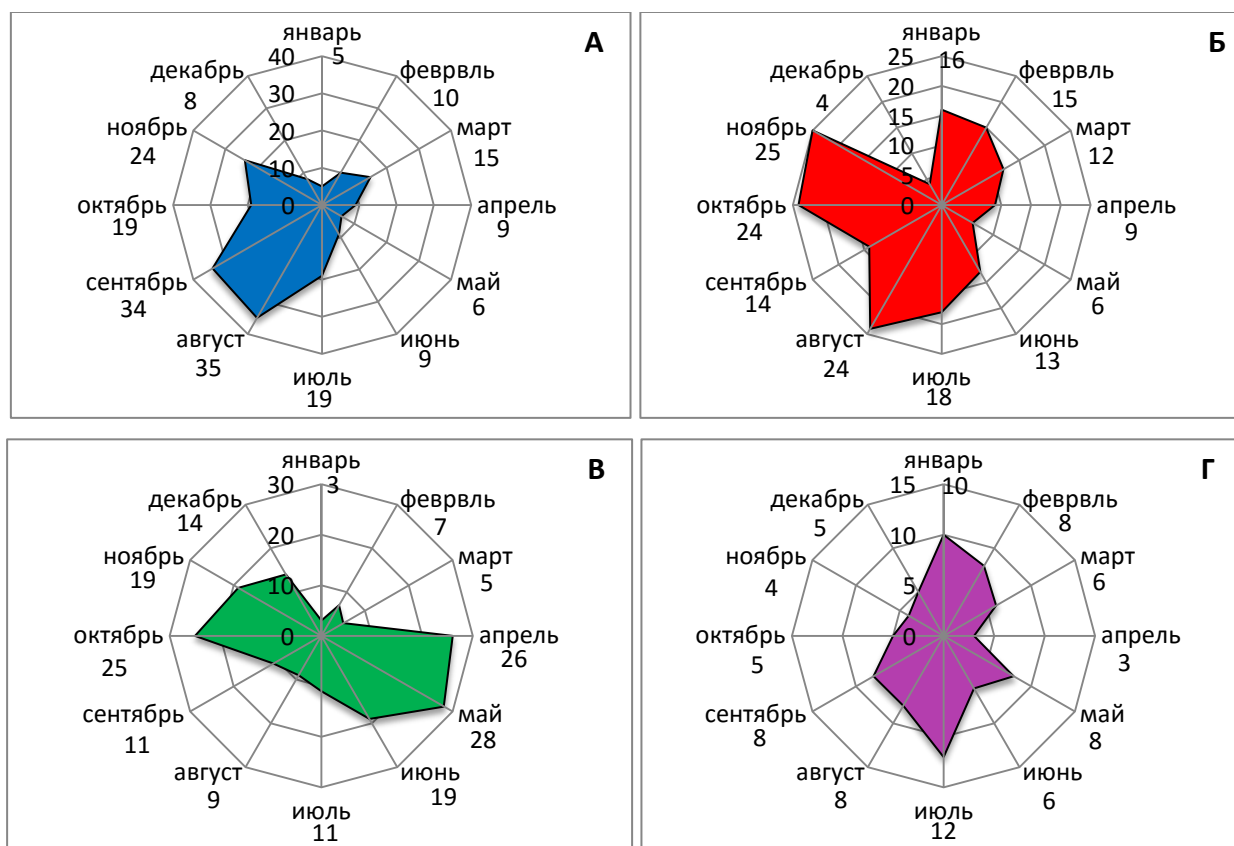 А
январь
5
феврвль
10
март
15
апрель
9
май
6
июнь
9
июль
19
август
35
сентябрь
34
октябрь
19
ноябрь
24
декабрь
8
40
30
20
10
0
Б
январь
16
феврвль
15
март
12
апрель
9
май
6
июнь
13
июль
18
август
24
сентябрь
14
октябрь
24
ноябрь
25
декабрь
4
25
20
15
10
5
0
В
январь
3
феврвль
7
март
5
апрель
26
май
28
июнь
19
июль
11
август
9
сентябрь
11
октябрь
25
ноябрь
19
декабрь
14
30
20
10
0
Г
январь
10
феврвль
8
март
6
апрель
3
май
8
июнь
6
июль
12
август
8
сентябрь
8
октябрь
5
ноябрь
4
декабрь
5
15
10
5
0